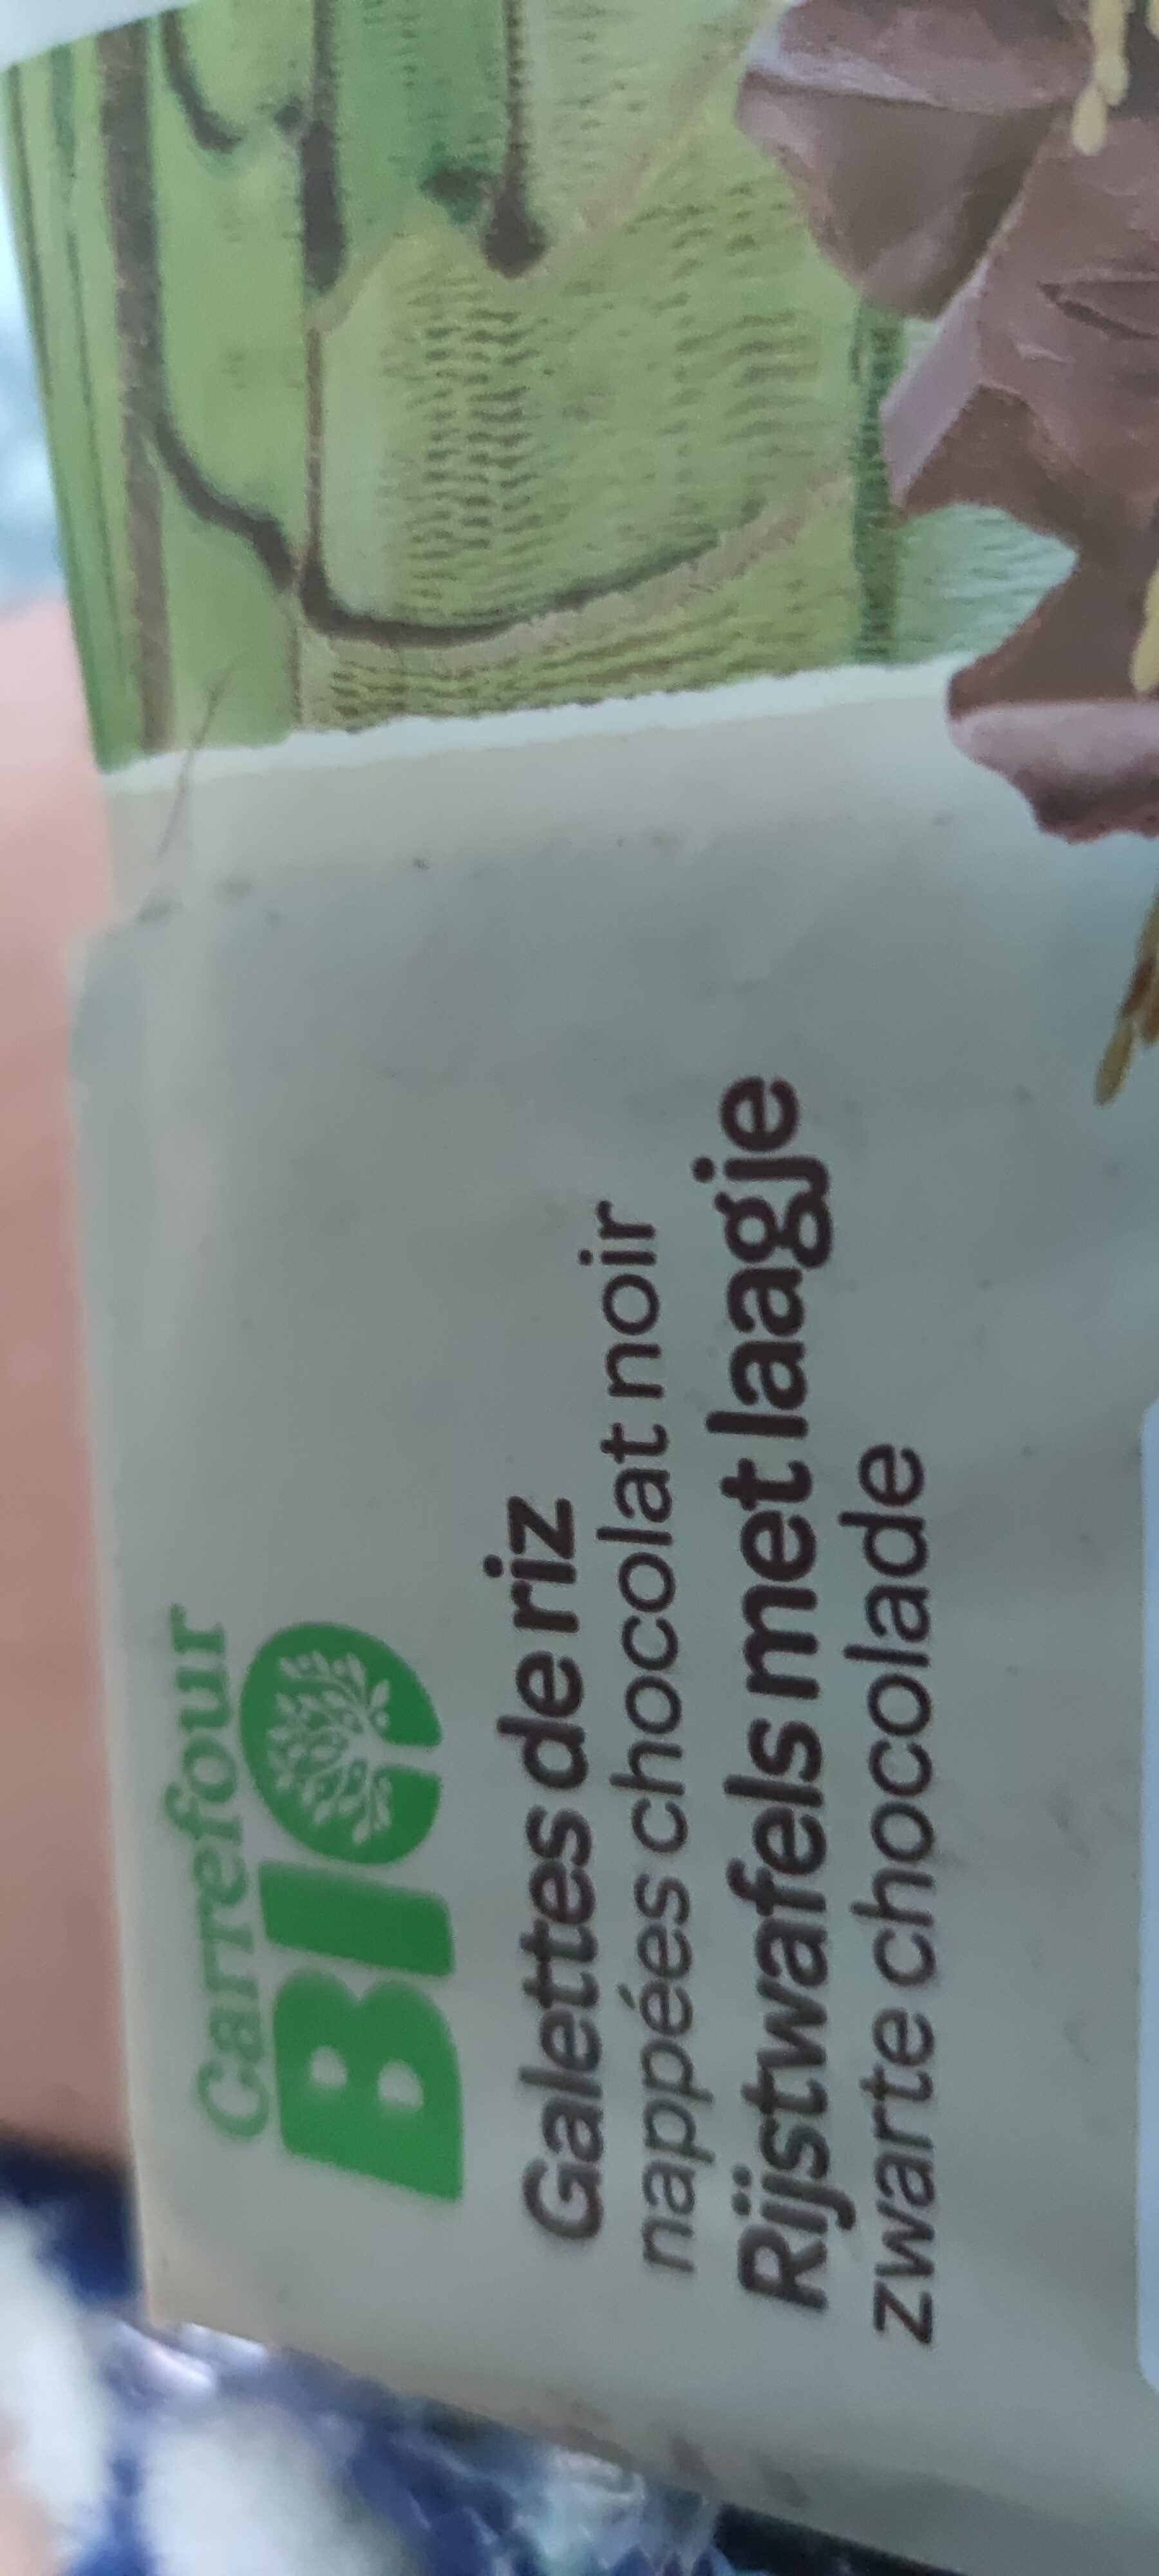 Carrefour
BIO
Galettes de riz
nappées chocolat noir
Rijstwafels met laagje
zwarte chocolade